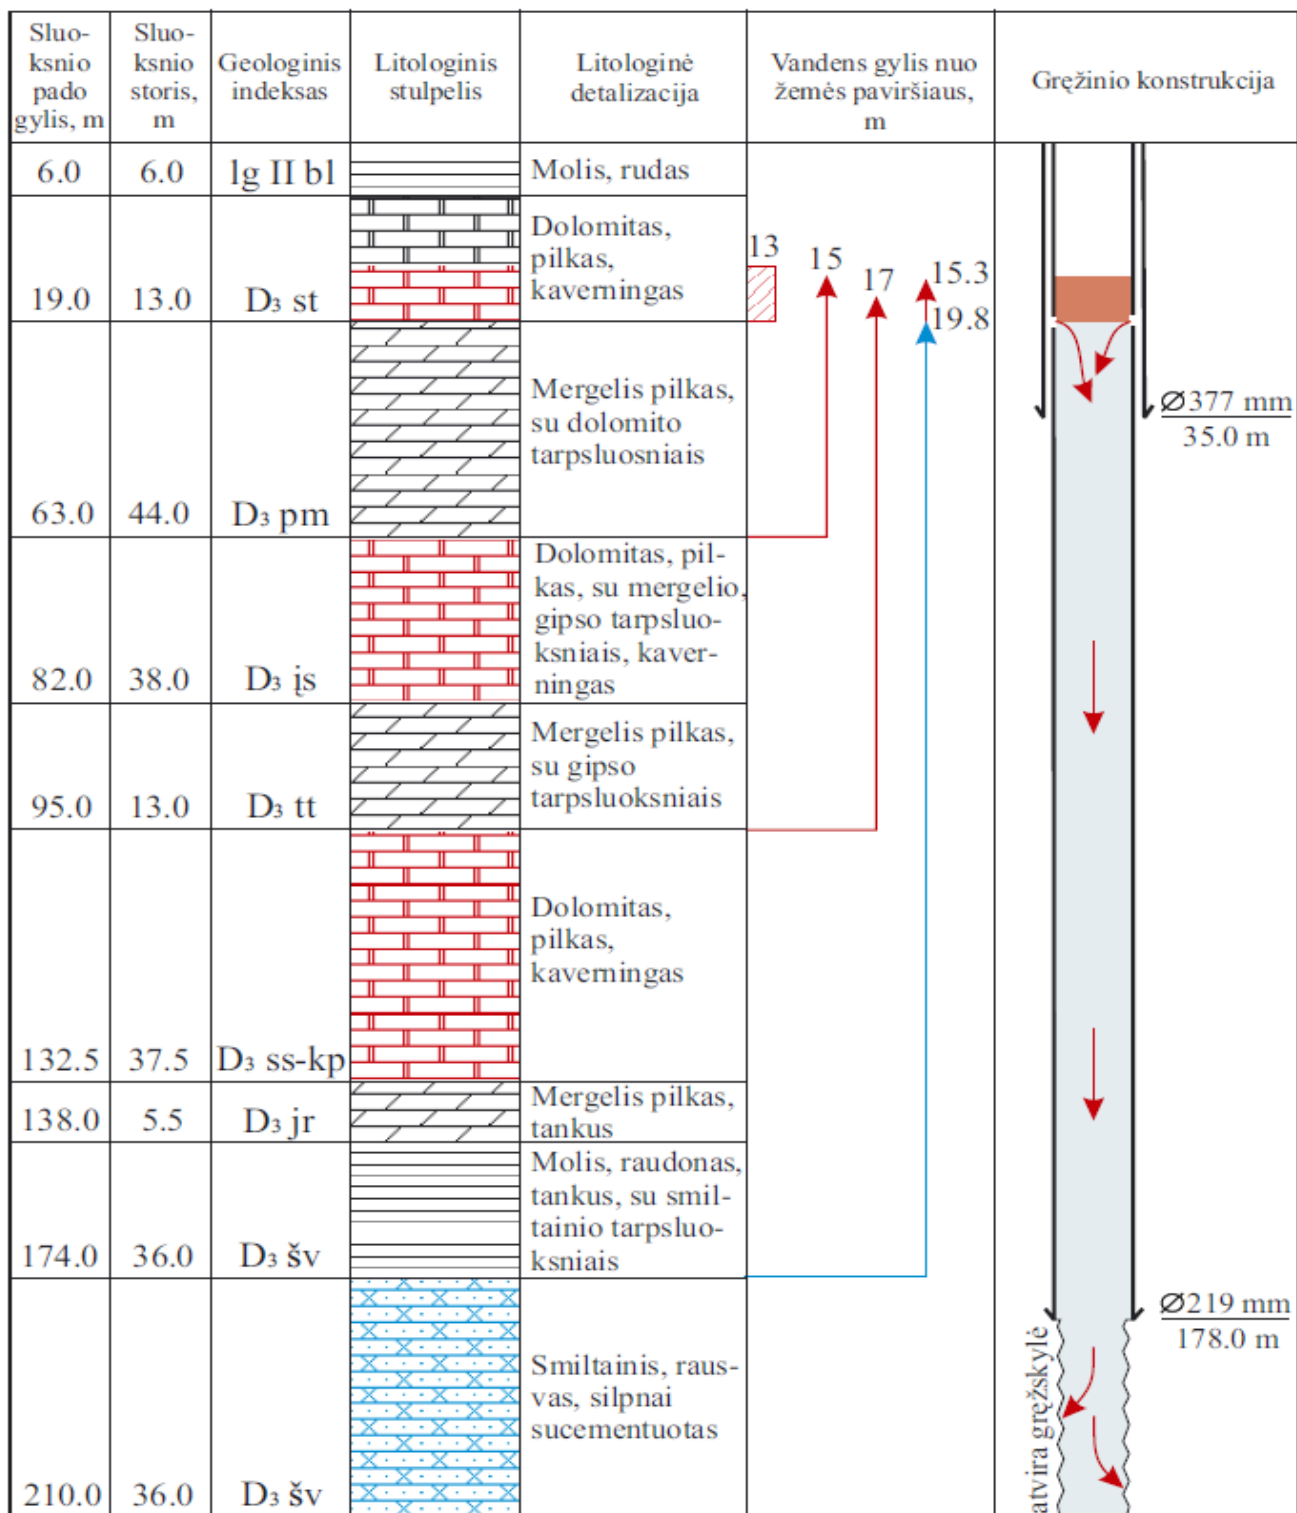 Sluo-
ksnio
pado
gylis, m
Sluo-
ksnio
storis,
m
Geologinis
indeksas
Litologinis
stulpelis
Litologinė
detalizacija
Vandens gylis nuo
žemės paviršiaus,
m
Gręžinio konstrukcija
6.0
6.0
lg II bl
Molis, rudas
19.0
13.0
D₃ st
Dolomitas,
pilkas,
kaverningas
13
15
17
15.3
19.8
63.0
44.0
D₃ pm
Mergelis pilkas,
su dolomito
tarpsluosniais
Ø377 mm
35.0 m
82.0
38.0
D₃ įs
Dolomitas, pil-
kas, su mergelio,
gipso tarpsluo-
ksniais, kaver-
ningas
95.0
13.0
D₃ tt
Mergelis pilkas,
su gipso
tarpsluoksniais
132.5
37.5
D₃ ss-kp
Dolomitas,
pilkas,
kaverningas
138.0
5.5
D₃ jr
Mergelis pilkas,
tankus
174.0
36.0
D₃ šv
Molis, raudonas,
tankus, su smil-
tainio tarpsluo-
ksniais
Ø219 mm
178.0 m
210.0
36.0
D₃ šv
Smiltainis, raus-
vas, silpnai
sucementuotas
atvira gręžskylė